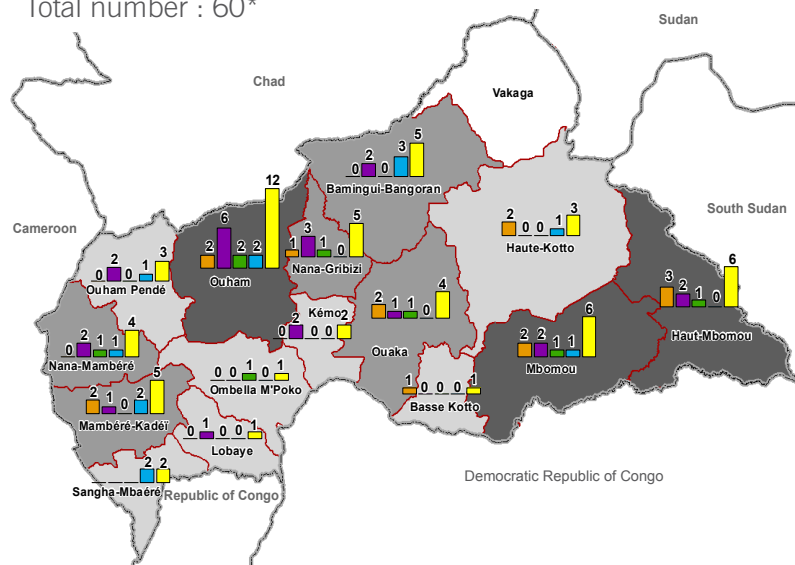 Total number : 60*
Sudan
Chad
Vakaga
5
3
2
0 0
Bamingui-Bangoran
12
6
2 2 2
Ouham
Cameroon
South Sudan
3
2
1
0 0
Haute-Kotto
5
3
1 1
0
Nana-Gribizi
3
2
1
0 0
Ouham Pendé
6
3
2
1
0
Haut-Mbomou
4
2
1 1
0
Ouaka
Kémo
2 2
0 0 0
6
2 2
1 1
Mbomou
4
2
1 1
0
Nana-Mambéré
0 0 1 0 1
Ombella M'Poko
5
2 2
1
0
Mambéré-Kadéï
1 0 0 0 1
Basse Kotto
0 1 0 0 1
Lobaye
2 2
Sangha-Mbaéré
Republic of Congo
Democratic Republic of Congo